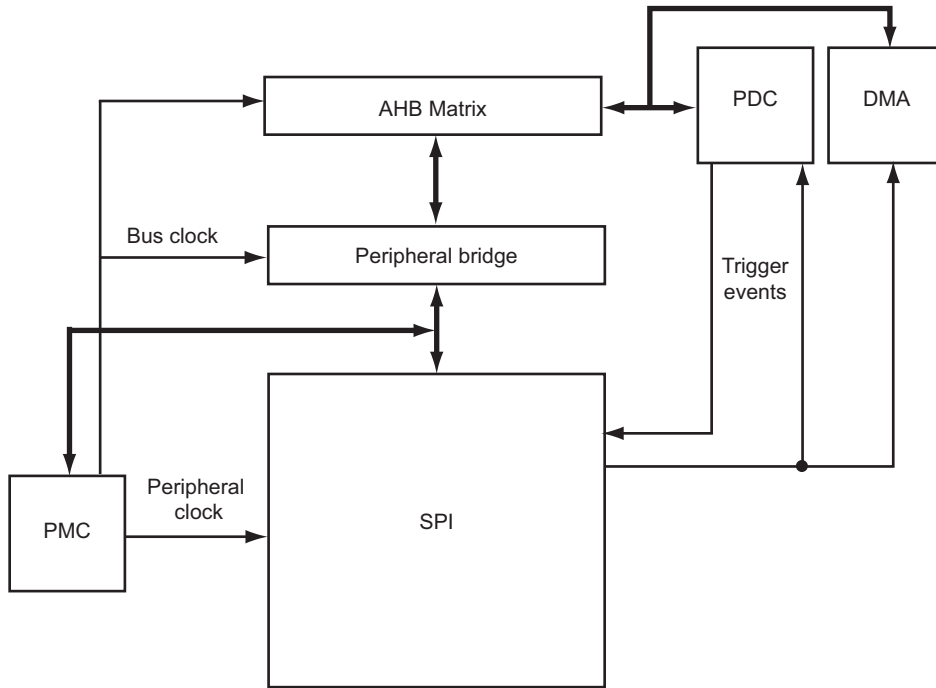 AHB Matrix
PDC
DMA
Bus clock
Peripheral bridge
Trigger
events
Peripheral
clock
PMC
SPI